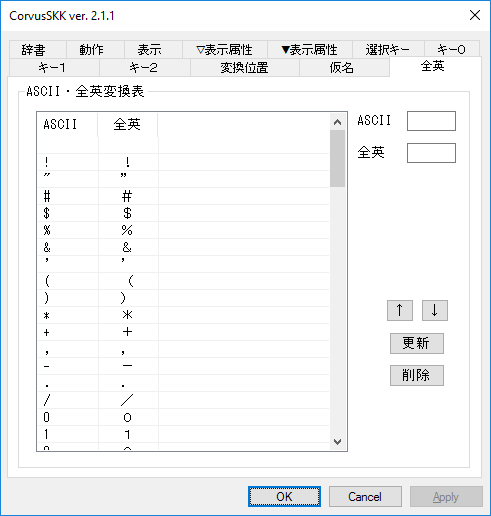 CorvusSKK ver. 2.1.1
辞書 動作 表示 ▽表示属性 ▼表示属性 選択キー キー0
キー1 キー2 変換位置 仮名 全英
ASCII・全英変換表
ASCII 全英
ASCII
全英
! !
" ”
# #
$ $
% %
& &
' ’
( (
) )
* *
+ +
, ,
- -
. .
/ /
0 0
1 1
↑ ↓
更新
削除
OK Cancel Apply